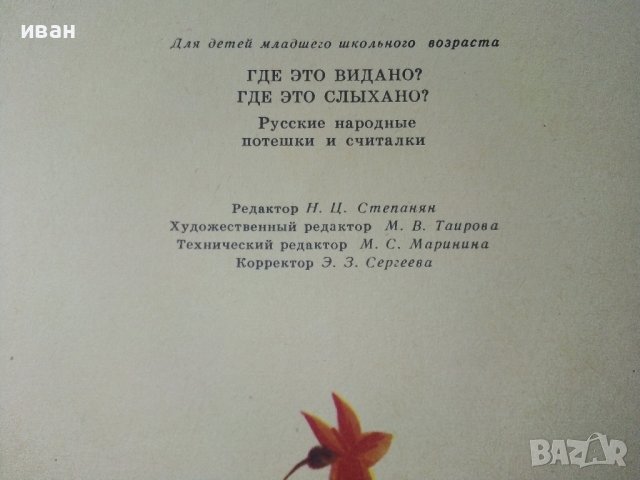 иван
Для детей младшего школьного возраста
ГДЕ ЭТО ВИДАНО?
ГДЕ ЭТО СЛЫХАНО?
Русские народные
потешки и считалки
Редактор Н. Ц. Степанян
Художественный редактор М. В. Таирова
Технический редактор М. С. Маринина
Корректор Э. З. Сергеева
BAZAR